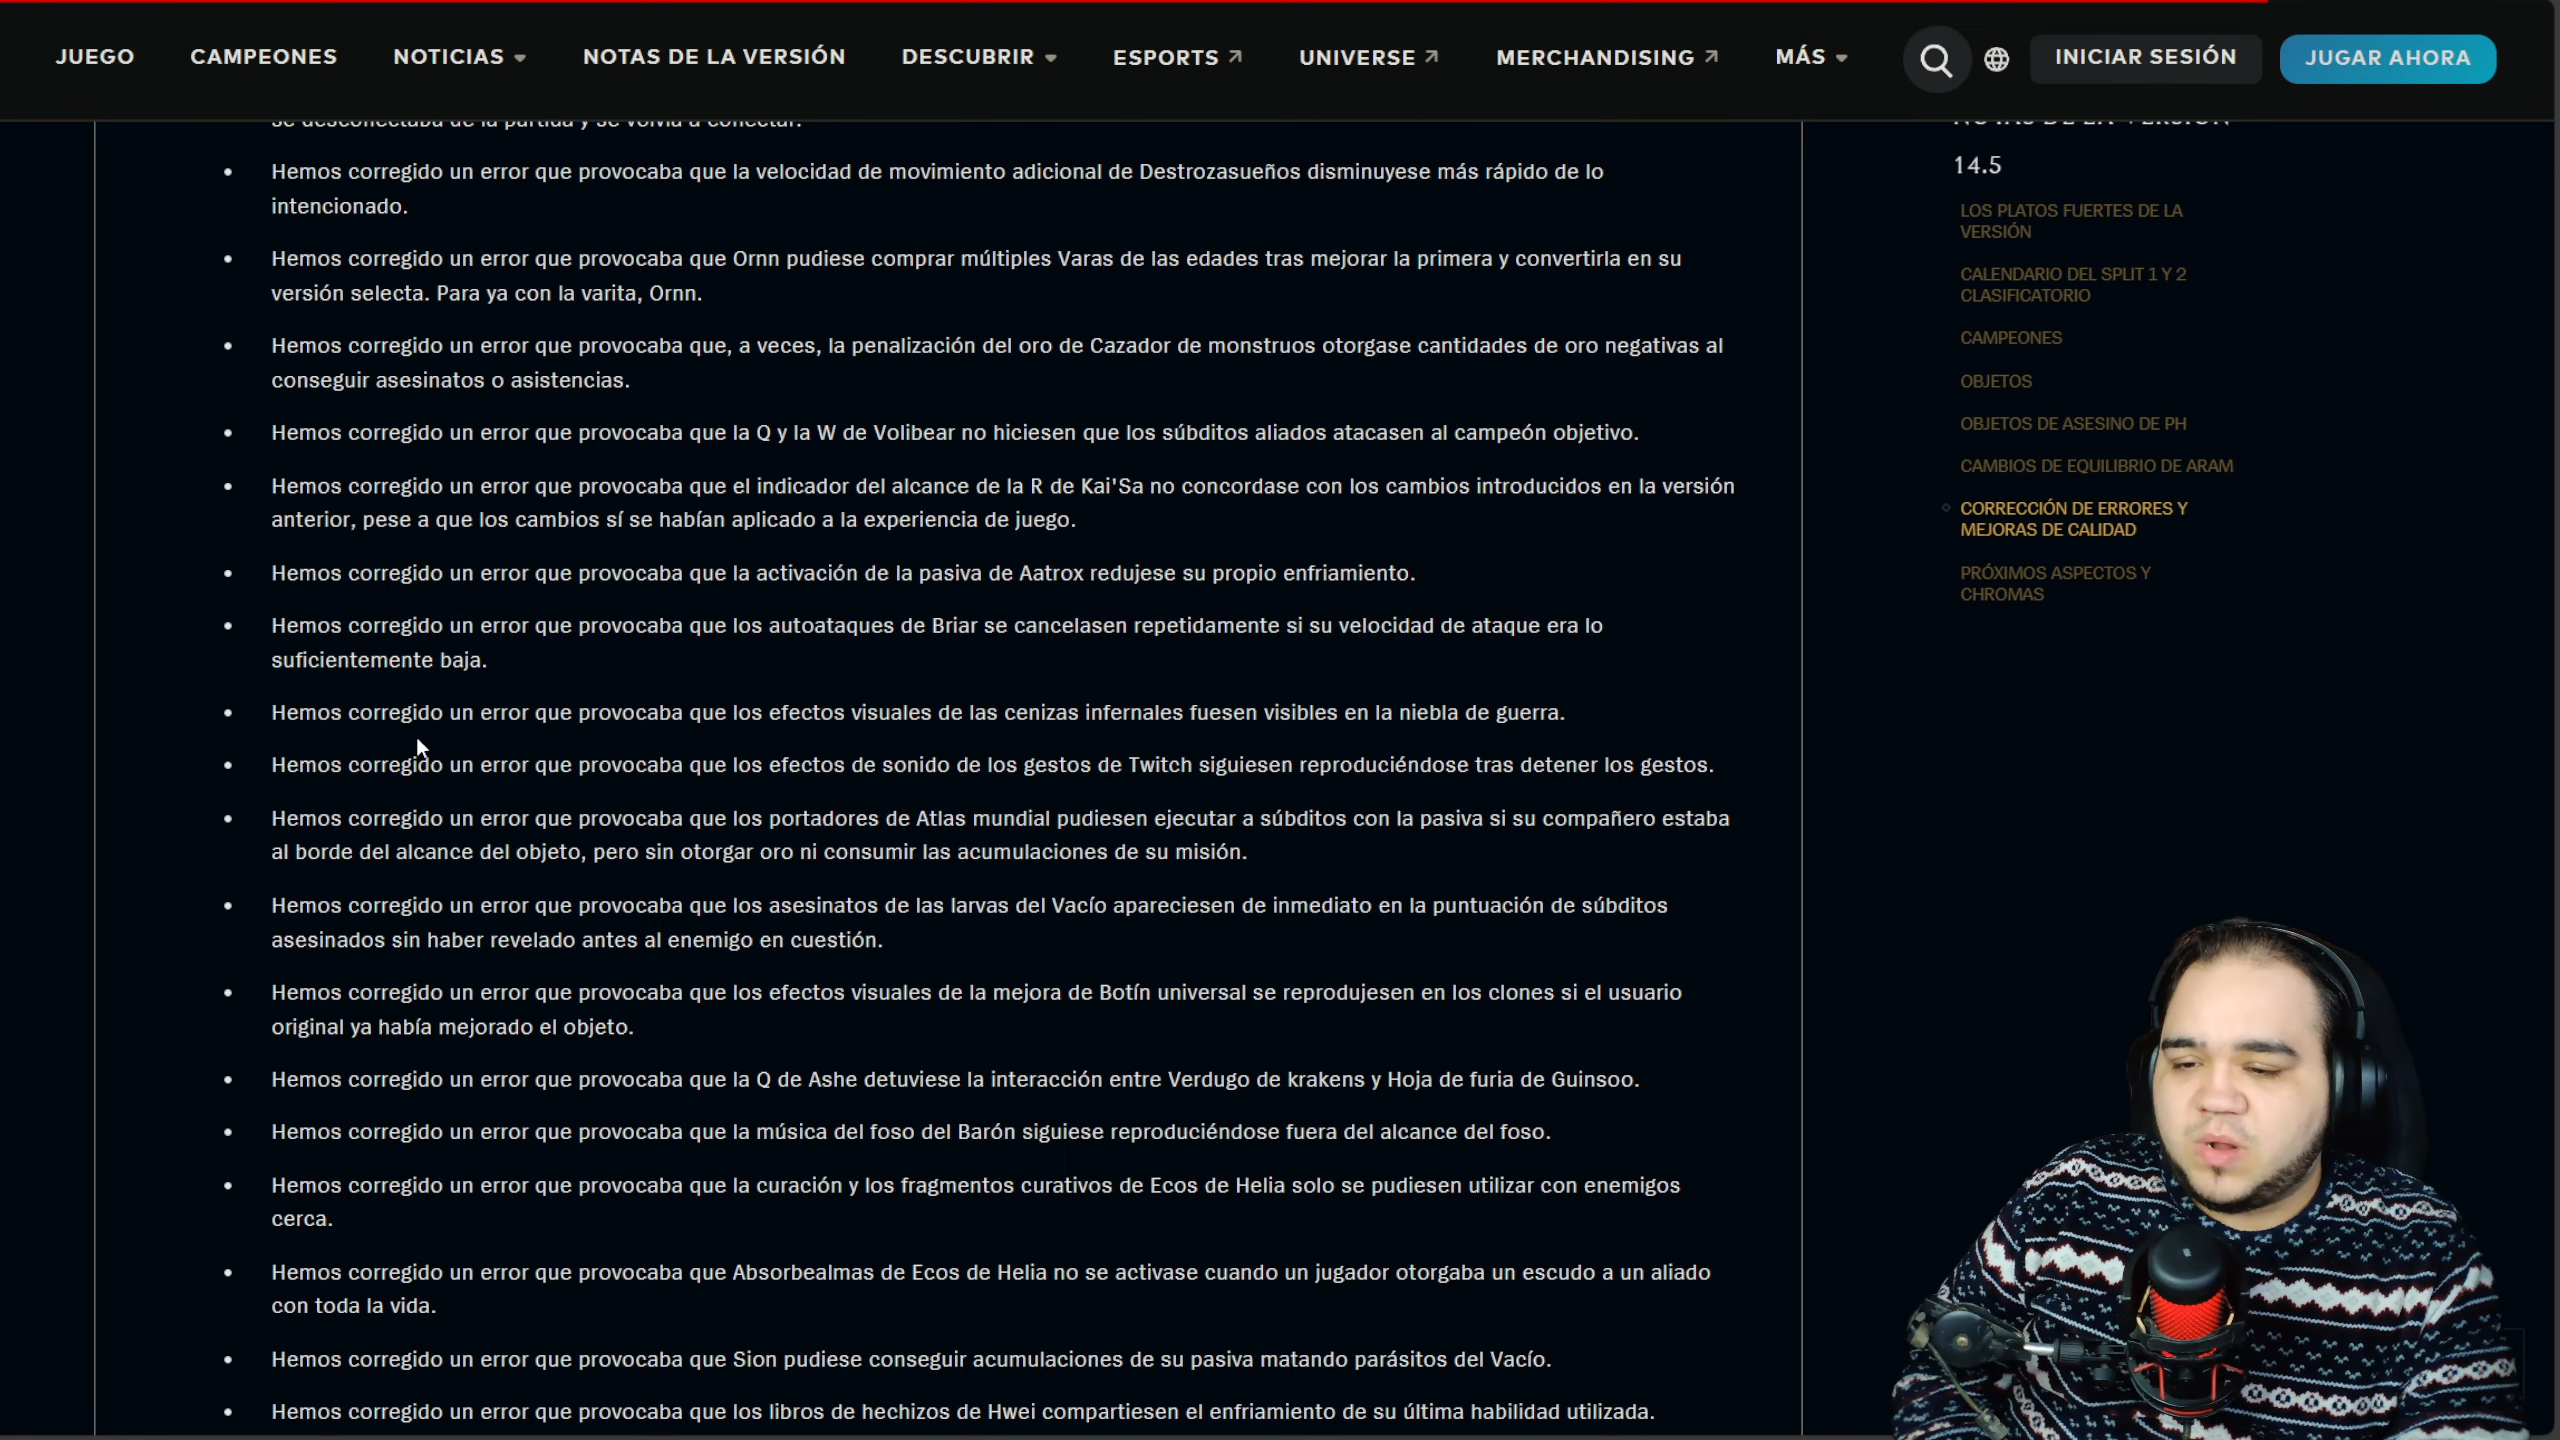 JUEGO CAMPEONES NOTICIAS NOTAS DE LA VERSIÓN DESCUBRIR ESPORTS UNIVERSE MERCHANDISING MÁS INICIAR SESIÓN JUGAR AHORA
se desconectaba de la partida y se volvía a conectar.
Hemos corregido un error que provocaba que la velocidad de movimiento adicional de Destrozasueños disminuyese más rápido de lo
intencionado.
Hemos corregido un error que provocaba que Ornn pudiese comprar múltiples Varas de las edades tras mejorar la primera y convertirla en su
versión selecta. Para ya con la varita, Ornn.
Hemos corregido un error que provocaba que, a veces, la penalización del oro de Cazador de monstruos otorgase cantidades de oro negativas al
conseguir asesinatos o asistencias.
Hemos corregido un error que provocaba que la Q y la W de Volibear no hiciesen que los súbditos aliados atacasen al campeón objetivo.
Hemos corregido un error que provocaba que el indicador del alcance de la R de Kai'Sa no concordase con los cambios introducidos en la versión
anterior, pese a que los cambios sí se habían aplicado a la experiencia de juego.
Hemos corregido un error que provocaba que la activación de la pasiva de Aatrox redujese su propio enfriamiento.
Hemos corregido un error que provocaba que los autoataques de Briar se cancelasen repetidamente si su velocidad de ataque era lo
suficientemente baja.
Hemos corregido un error que provocaba que los efectos visuales de las cenizas infernales fuesen visibles en la niebla de guerra.
Hemos corregido un error que provocaba que los efectos de sonido de los gestos de Twitch siguiesen reproduciéndose tras detener los gestos.
Hemos corregido un error que provocaba que los portadores de Atlas mundial pudiesen ejecutar a súbditos con la pasiva si su compañero estaba
al borde del alcance del objeto, pero sin otorgar oro ni consumir las acumulaciones de su misión.
Hemos corregido un error que provocaba que los asesinatos de las larvas del Vacío apareciesen de inmediato en la puntuación de súbditos
asesinados sin haber revelado antes al enemigo en cuestión.
Hemos corregido un error que provocaba que los efectos visuales de la mejora de Botín universal se reprodujesen en los clones si el usuario
original ya había mejorado el objeto.
Hemos corregido un error que provocaba que la Q de Ashe detuviese la interacción entre Verdugo de krakens y Hoja de furia de Guinsoo.
Hemos corregido un error que provocaba que la música del foso del Barón siguiese reproduciéndose fuera del alcance del foso.
Hemos corregido un error que provocaba que la curación y los fragmentos curativos de Ecos de Helia solo se pudiesen utilizar con enemigos
cerca.
Hemos corregido un error que provocaba que Absorbealmas de Ecos de Helia no se activase cuando un jugador otorgaba un escudo a un aliado
con toda la vida.
Hemos corregido un error que provocaba que Sion pudiese conseguir acumulaciones de su pasiva matando parásitos del Vacío.
Hemos corregido un error que provocaba que los libros de hechizos de Hwei compartiesen el enfriamiento de su última habilidad utilizada.
NOTAS DE LA VERSIÓN
14.5
LOS PLATOS FUERTES DE LA
VERSIÓN
CALENDARIO DEL SPLIT 1 Y 2
CLASIFICATORIO
CAMPEONES
OBJETOS
OBJETOS DE ASESINO DE PH
CAMBIOS DE EQUILIBRIO DE ARAM
CORRECCIÓN DE ERRORES Y
MEJORAS DE CALIDAD
PRÓXIMOS ASPECTOS Y
CHROMAS